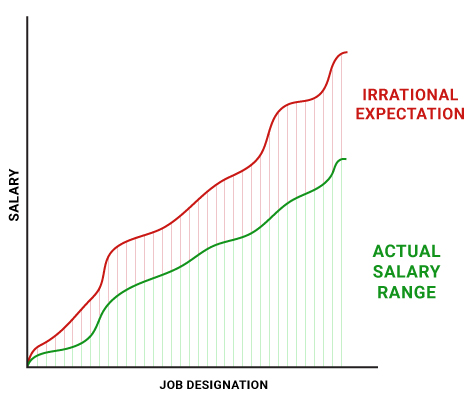 SALARY
IRRATIONAL
EXPECTATION
ACTUAL
SALARY
RANGE
JOB DESIGNATION